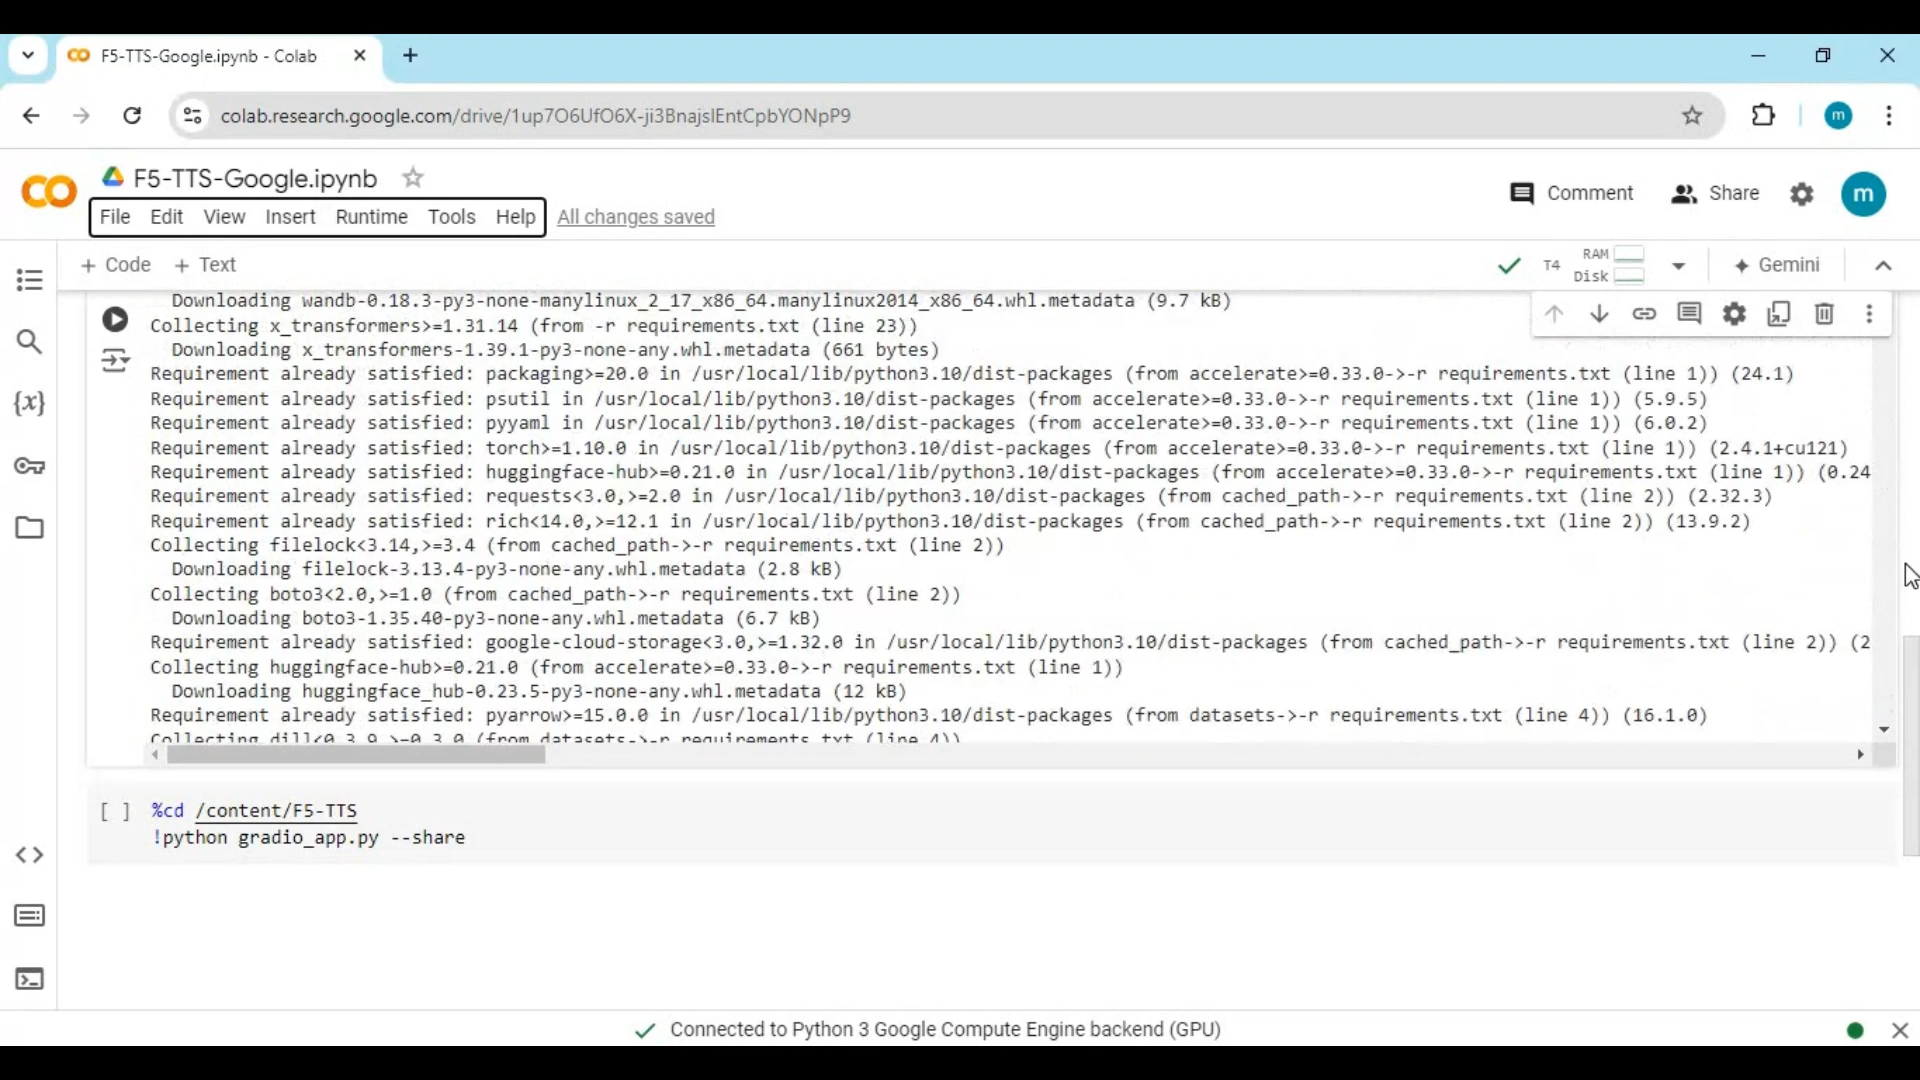 F5-TTS-Google.ipynb - Colab
colab.research.google.com/drive/1up7O6UfO6X-ji3BnajslEntCpbYONpP9
m
F5-TTS-Google.ipynb
Comment
Share
m
File Edit View Insert Runtime Tools Help All changes saved
+ Code + Text
T4
RAM
Disk
Gemini
Downloading wandb-0.18.3-py3-none-manylinux_2_17_x86_64.manylinux2014_x86_64.whl.metadata (9.7 kB)
Collecting x_transformers>=1.31.14 (from -r requirements.txt (line 23))
Downloading x_transformers-1.39.1-py3-none-any.whl.metadata (661 bytes)
Requirement already satisfied: packaging>=20.0 in /usr/local/lib/python3.10/dist-packages (from accelerate>=0.33.0->-r requirements.txt (line 1)) (24.1)
Requirement already satisfied: psutil in /usr/local/lib/python3.10/dist-packages (from accelerate>=0.33.0->-r requirements.txt (line 1)) (5.9.5)
Requirement already satisfied: pyyaml in /usr/local/lib/python3.10/dist-packages (from accelerate>=0.33.0->-r requirements.txt (line 1)) (6.0.2)
Requirement already satisfied: torch>=1.10.0 in /usr/local/lib/python3.10/dist-packages (from accelerate>=0.33.0->-r requirements.txt (line 1)) (2.4.1+cu121)
Requirement already satisfied: huggingface-hub>=0.21.0 in /usr/local/lib/python3.10/dist-packages (from accelerate>=0.33.0->-r requirements.txt (line 1)) (0.24
Requirement already satisfied: requests<3.0,>=2.0 in /usr/local/lib/python3.10/dist-packages (from cached_path->-r requirements.txt (line 2)) (2.32.3)
Requirement already satisfied: rich<14.0,>=12.1 in /usr/local/lib/python3.10/dist-packages (from cached_path->-r requirements.txt (line 2)) (13.9.2)
Collecting filelock<3.14,>=3.4 (from cached_path->-r requirements.txt (line 2))
Downloading filelock-3.13.4-py3-none-any.whl.metadata (2.8 kB)
Collecting boto3<2.0,>=1.0 (from cached_path->-r requirements.txt (line 2))
Downloading boto3-1.35.40-py3-none-any.whl.metadata (6.7 kB)
Requirement already satisfied: google-cloud-storage<3.0,>=1.32.0 in /usr/local/lib/python3.10/dist-packages (from cached_path->-r requirements.txt (line 2)) (2
Collecting huggingface-hub>=0.21.0 (from accelerate>=0.33.0->-r requirements.txt (line 1))
Downloading huggingface_hub-0.23.5-py3-none-any.whl.metadata (12 kB)
Requirement already satisfied: pyarrow>=15.0.0 in /usr/local/lib/python3.10/dist-packages (from datasets->-r requirements.txt (line 4)) (16.1.0)
Collecting dill<0.3.9,>=0.3.0 (from datasets->-r requirements.txt (line 4))
[ ] %cd /content/F5-TTS
!python gradio_app.py --share
Connected to Python 3 Google Compute Engine backend (GPU)